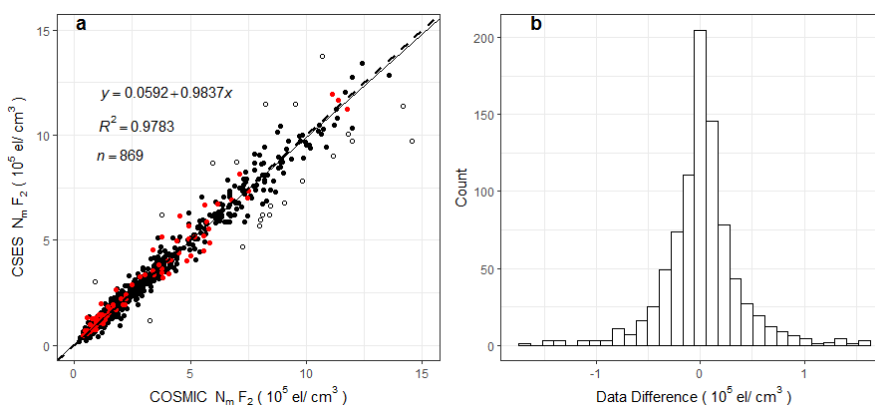 a
15
10
5
0
y = 0.0592+0.9837x
R² = 0.9783
n = 869
CSES NₘF₂ ( 10⁵ el/ cm³ )
0
5
10
15
COSMIC NₘF₂ ( 10⁵ el/ cm³ )
b
200
150
100
50
0
Count
-1
0
1
Data Difference ( 10⁵ el/ cm³ )